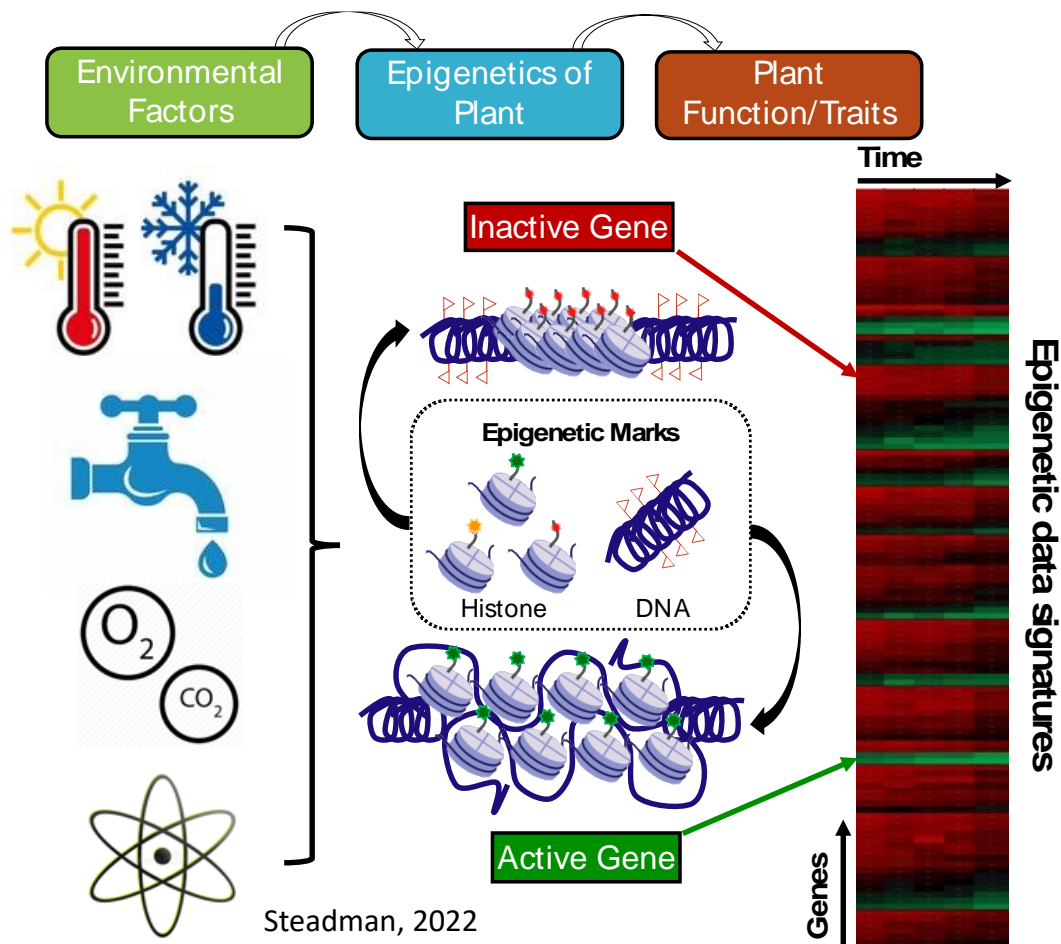 Environmental
Factors
Epigenetics of
Plant
Plant
Function/Traits
Time
Inactive Gene
Epigenetic Marks
Histone
DNA
O2
CO2
Active Gene
Genes
Epigenetic data signatures
Steadman, 2022